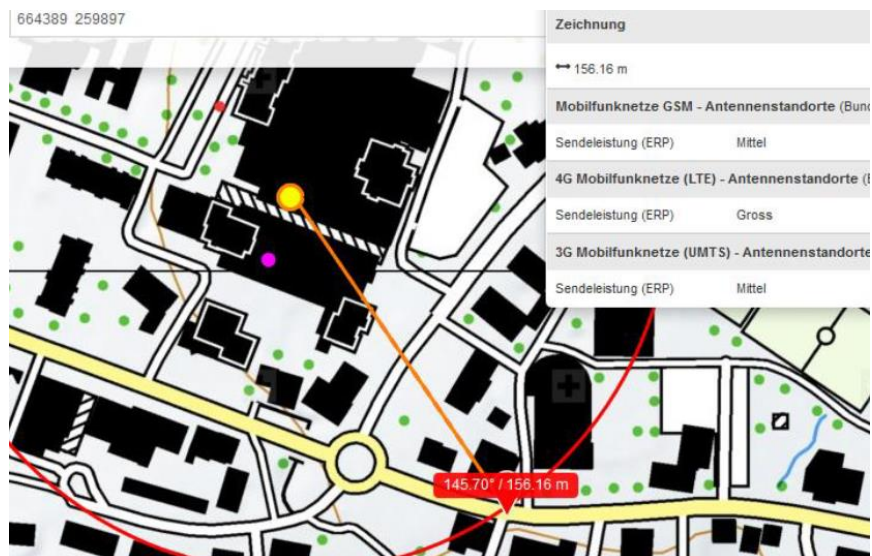 664389 259897
Zeichnung
156.16 m
Mobilfunknetze GSM - Antennenstandorte (Bund
Sendeleistung (ERP) Mittel
4G Mobilfunknetze (LTE) - Antennenstandorte (
Sendeleistung (ERP) Gross
3G Mobilfunknetze (UMTS) - Antennenstandorte
Sendeleistung (ERP) Mittel
145.70° / 156.16 m